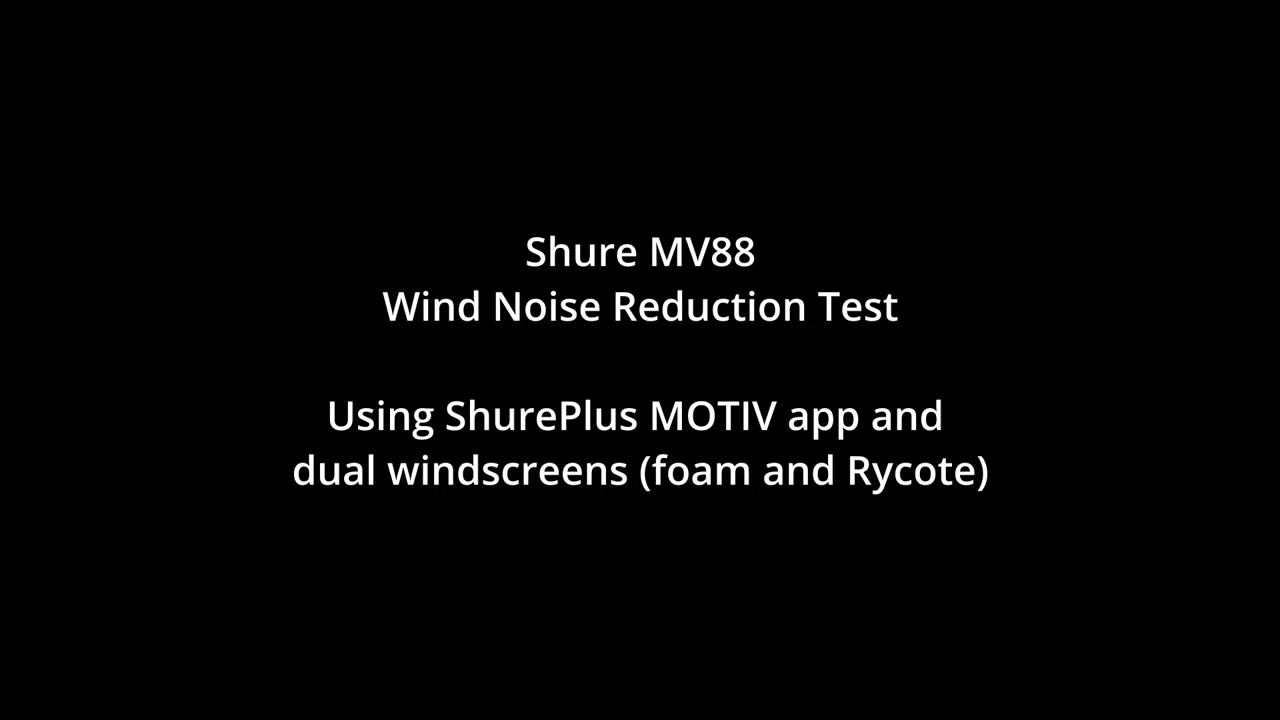 Shure MV88
Wind Noise Reduction Test
Using ShurePlus MOTIV app and
dual windscreens (foam and Rycote)